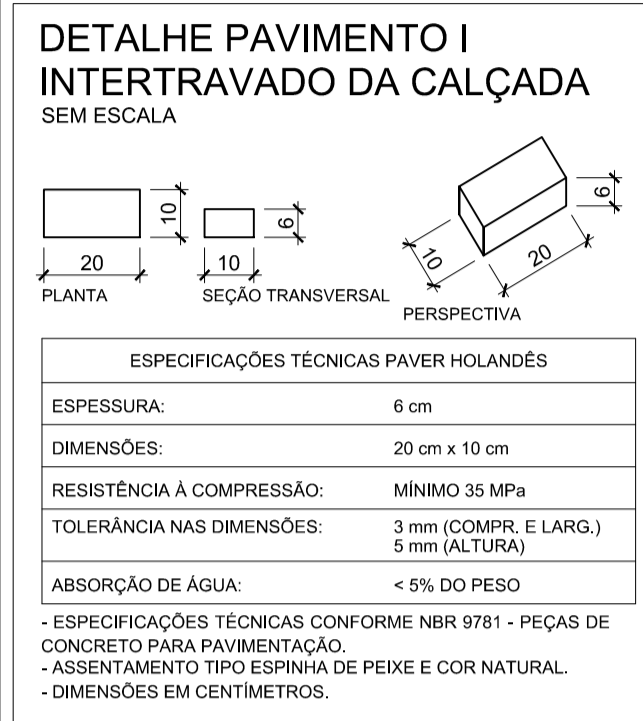 DETALHE PAVIMENTO I
INTERTRAVADO DA CALÇADA
SEM ESCALA
10
20
PLANTA
6
10
SEÇÃO TRANSVERSAL
6
10
20
PERSPECTIVA
ESPECIFICAÇÕES TÉCNICAS PAVER HOLANDÊS
ESPESSURA: 6 cm
DIMENSÕES: 20 cm x 10 cm
RESISTÊNCIA À COMPRESSÃO: MÍNIMO 35 MPa
TOLERÂNCIA NAS DIMENSÕES: 3 mm (COMPR. E LARG.)
5 mm (ALTURA)
ABSORÇÃO DE ÁGUA: < 5% DO PESO
- ESPECIFICAÇÕES TÉCNICAS CONFORME NBR 9781 - PEÇAS DE
CONCRETO PARA PAVIMENTAÇÃO.
- ASSENTAMENTO TIPO ESPINHA DE PEIXE E COR NATURAL.
- DIMENSÕES EM CENTÍMETROS.